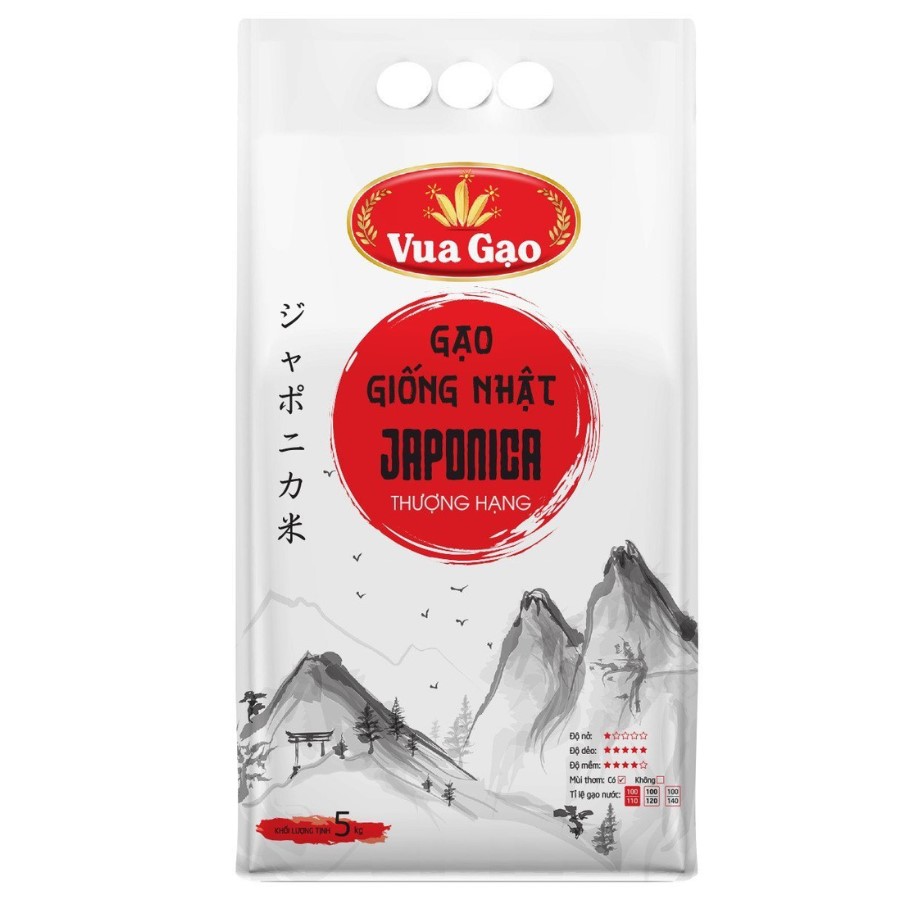 Vua Gạo
GẠO
GIỐNG NHẬT
JAPONICA
THƯỢNG HẠNG
ジャポニカ米
Độ nở:
Độ dẻo:
Độ mềm:
Mùi thơm: Có Không
Tỉ lệ gạo nước: 100 110 100 120 100 140
KHỐI LƯỢNG TỊNH 5 kg